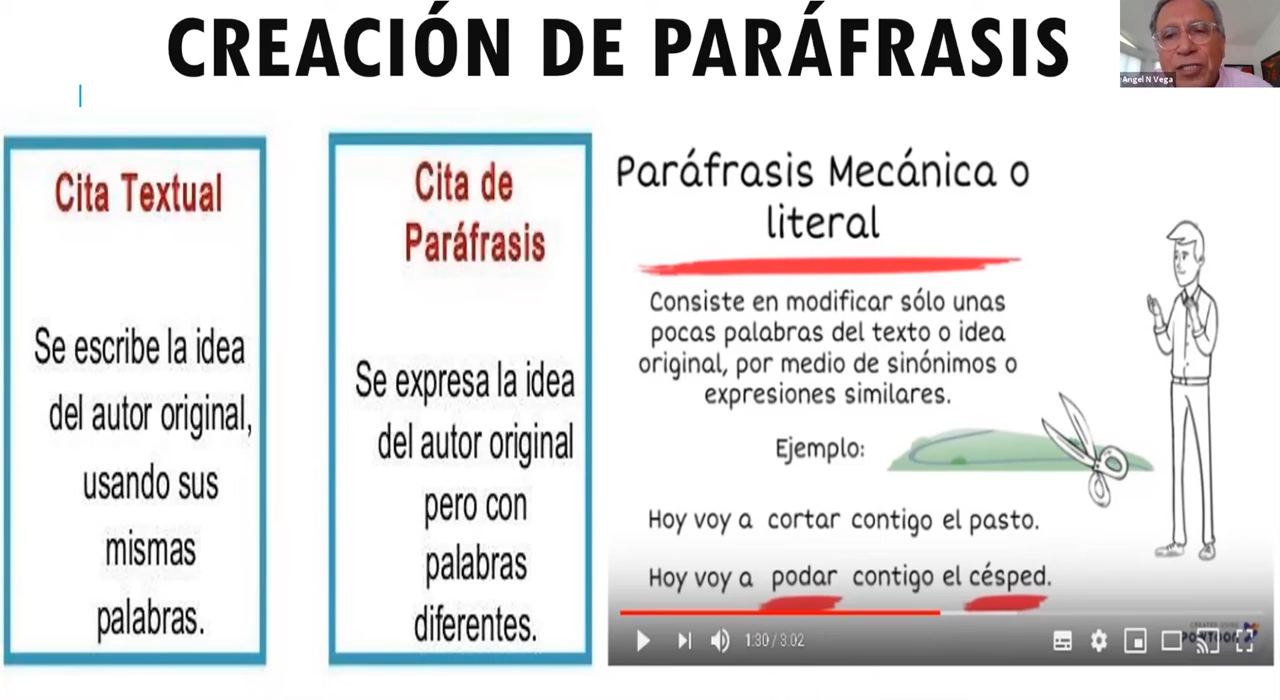 CREACIÓN DE PARÁFRASIS
Angel N Vega
Cita Textual
Se escribe la idea
del autor original,
usando sus
mismas
palabras.
Cita de
Paráfrasis
Se expresa la idea
del autor original
pero con
palabras
diferentes.
Paráfrasis Mecánica o
literal
Consiste en modificar sólo unas
pocas palabras del texto o idea
original, por medio de sinónimos o
expresiones similares.
Ejemplo:
Hoy voy a cortar contigo el pasto.
Hoy voy a podar contigo el césped.
1:30 / 3:02
CREATED USING
POWTOON